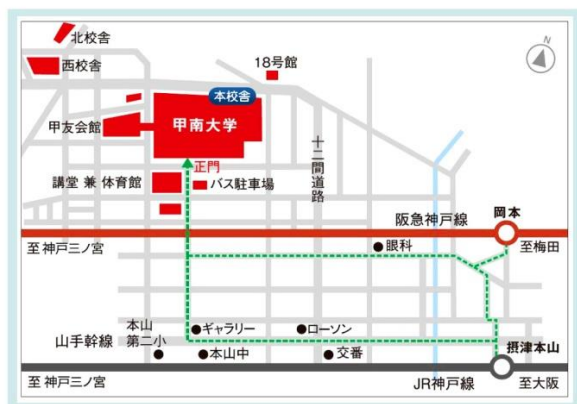 北校舎
西校舎
18号館
N
本校舎
甲友会館
甲南大学
十二間道路
正門
講堂 兼 体育館
バス駐車場
阪急神戸線
岡本
至神戸三ノ宮
眼科
至梅田
山手幹線
本山
第二小
ギャラリー
ローソン
本山中
交番
摂津本山
至 神戸三ノ宮
JR神戸線
至大阪